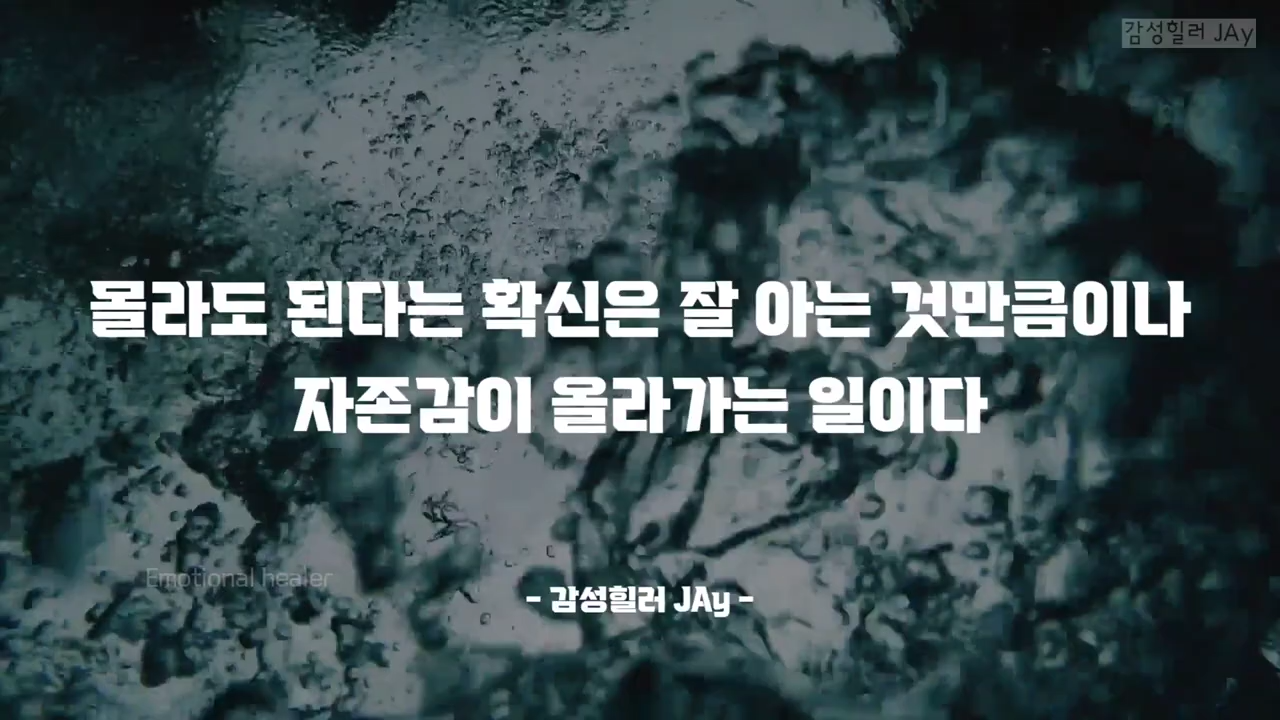 감성힐러 JAy
몰라도 된다는 확신은 잘 아는 것만큼이나
자존감이 올라가는 일이다
Emotional healer
- 감성힐러 JAy -